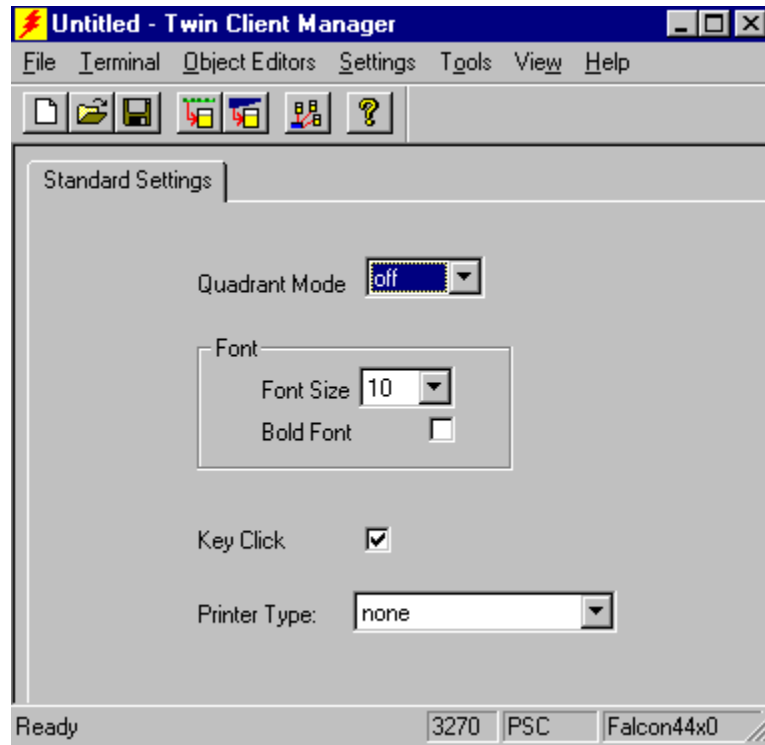 Untitled - Twin Client Manager
File Terminal Object Editors Settings Tools View Help
Standard Settings
Quadrant Mode off
Font
Font Size 10
Bold Font
Key Click
Printer Type: none
Ready 3270 PSC Falcon44x0